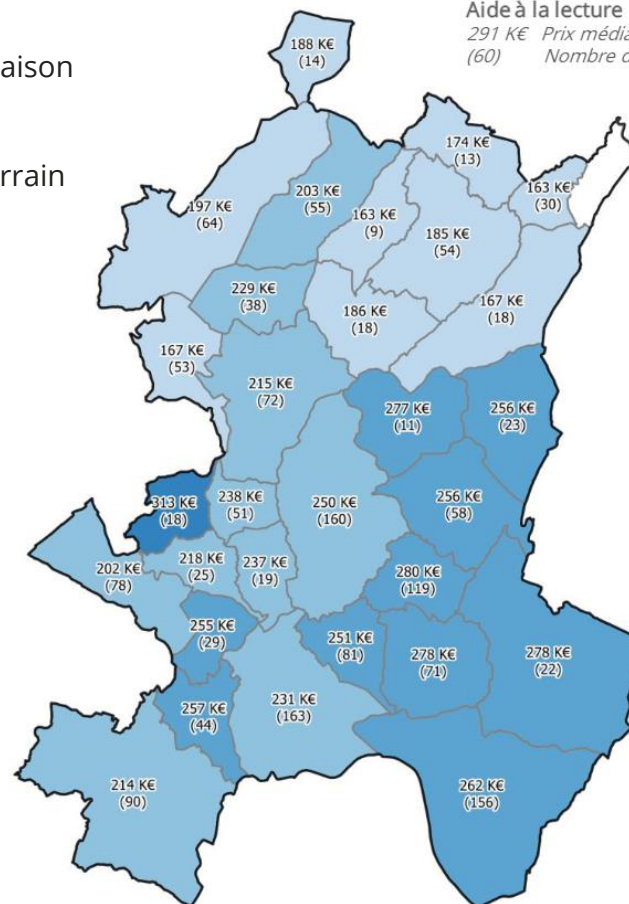 Aide à la lecture
291 K€ Prix média
(60) Nombre d
aison
rrain
188 K€
(14)
174 K€
(13)
163 K€
(30)
197 K€
(64)
203 K€
(55)
163 K€
(9)
185 K€
(54)
229 K€
(38)
186 K€
(18)
167 K€
(18)
167 K€
(53)
215 K€
(72)
277 K€
(11)
256 K€
(23)
313 K€
(18)
238 K€
(51)
250 K€
(160)
256 K€
(58)
202 K€
(78)
218 K€
(25)
237 K€
(19)
280 K€
(119)
255 K€
(29)
251 K€
(81)
278 K€
(71)
278 K€
(22)
257 K€
(44)
231 K€
(163)
214 K€
(90)
262 K€
(156)